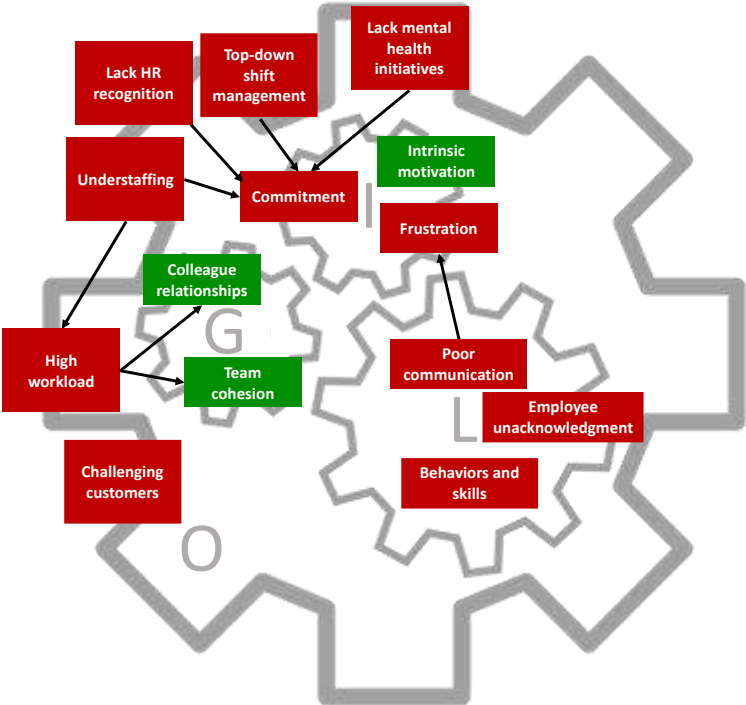 Lack mental
health
initiatives
Top-down
shift
management
Lack HR
recognition
Intrinsic
motivation
Understaffing
Commitment
I
Frustration
Colleague
relationships
G
High
workload
Poor
communication
Team
cohesion
Employee
unacknowledgment
L
Challenging
customers
Behaviors and
skills
O